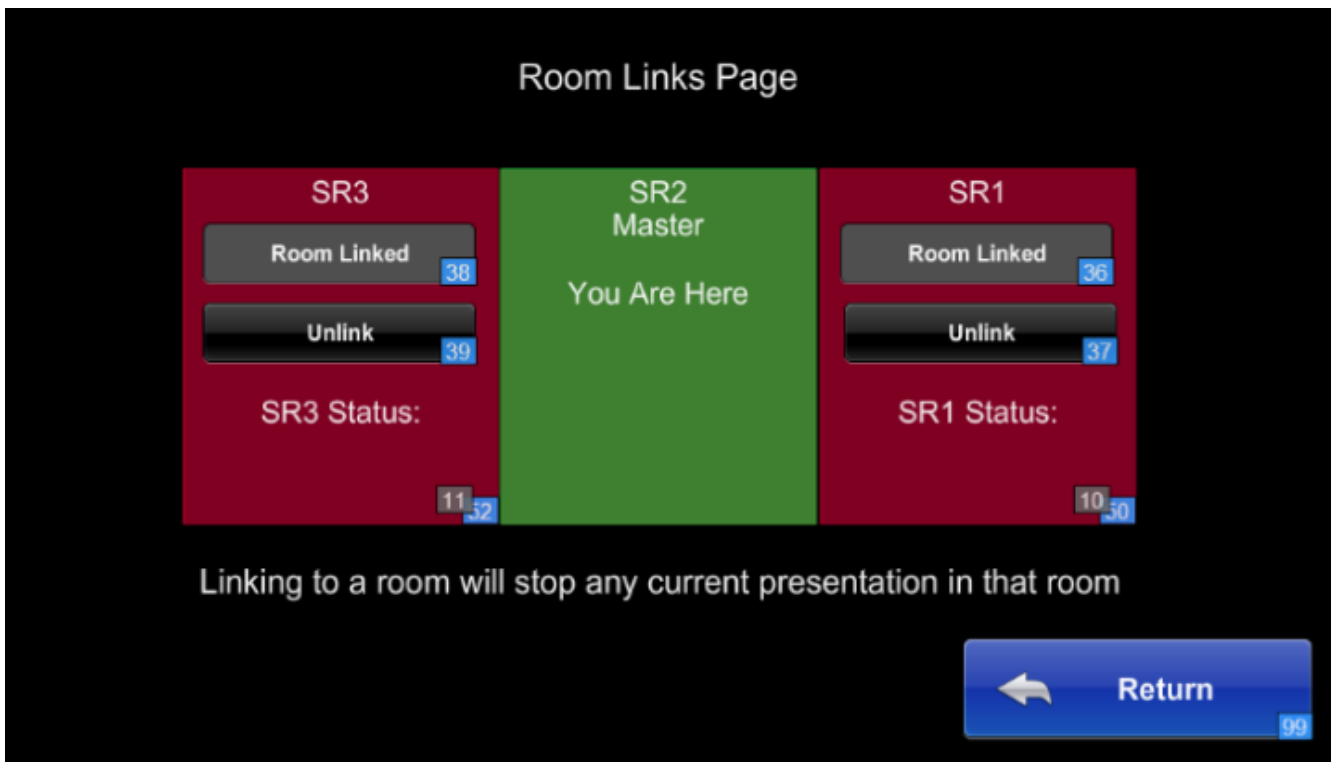 Room Links Page
SR3
Room Linked
38
Unlink
39
SR3 Status:
11
52
SR2
Master
You Are Here
SR1
Room Linked
36
Unlink
37
SR1 Status:
10
50
Linking to a room will stop any current presentation in that room
Return
99